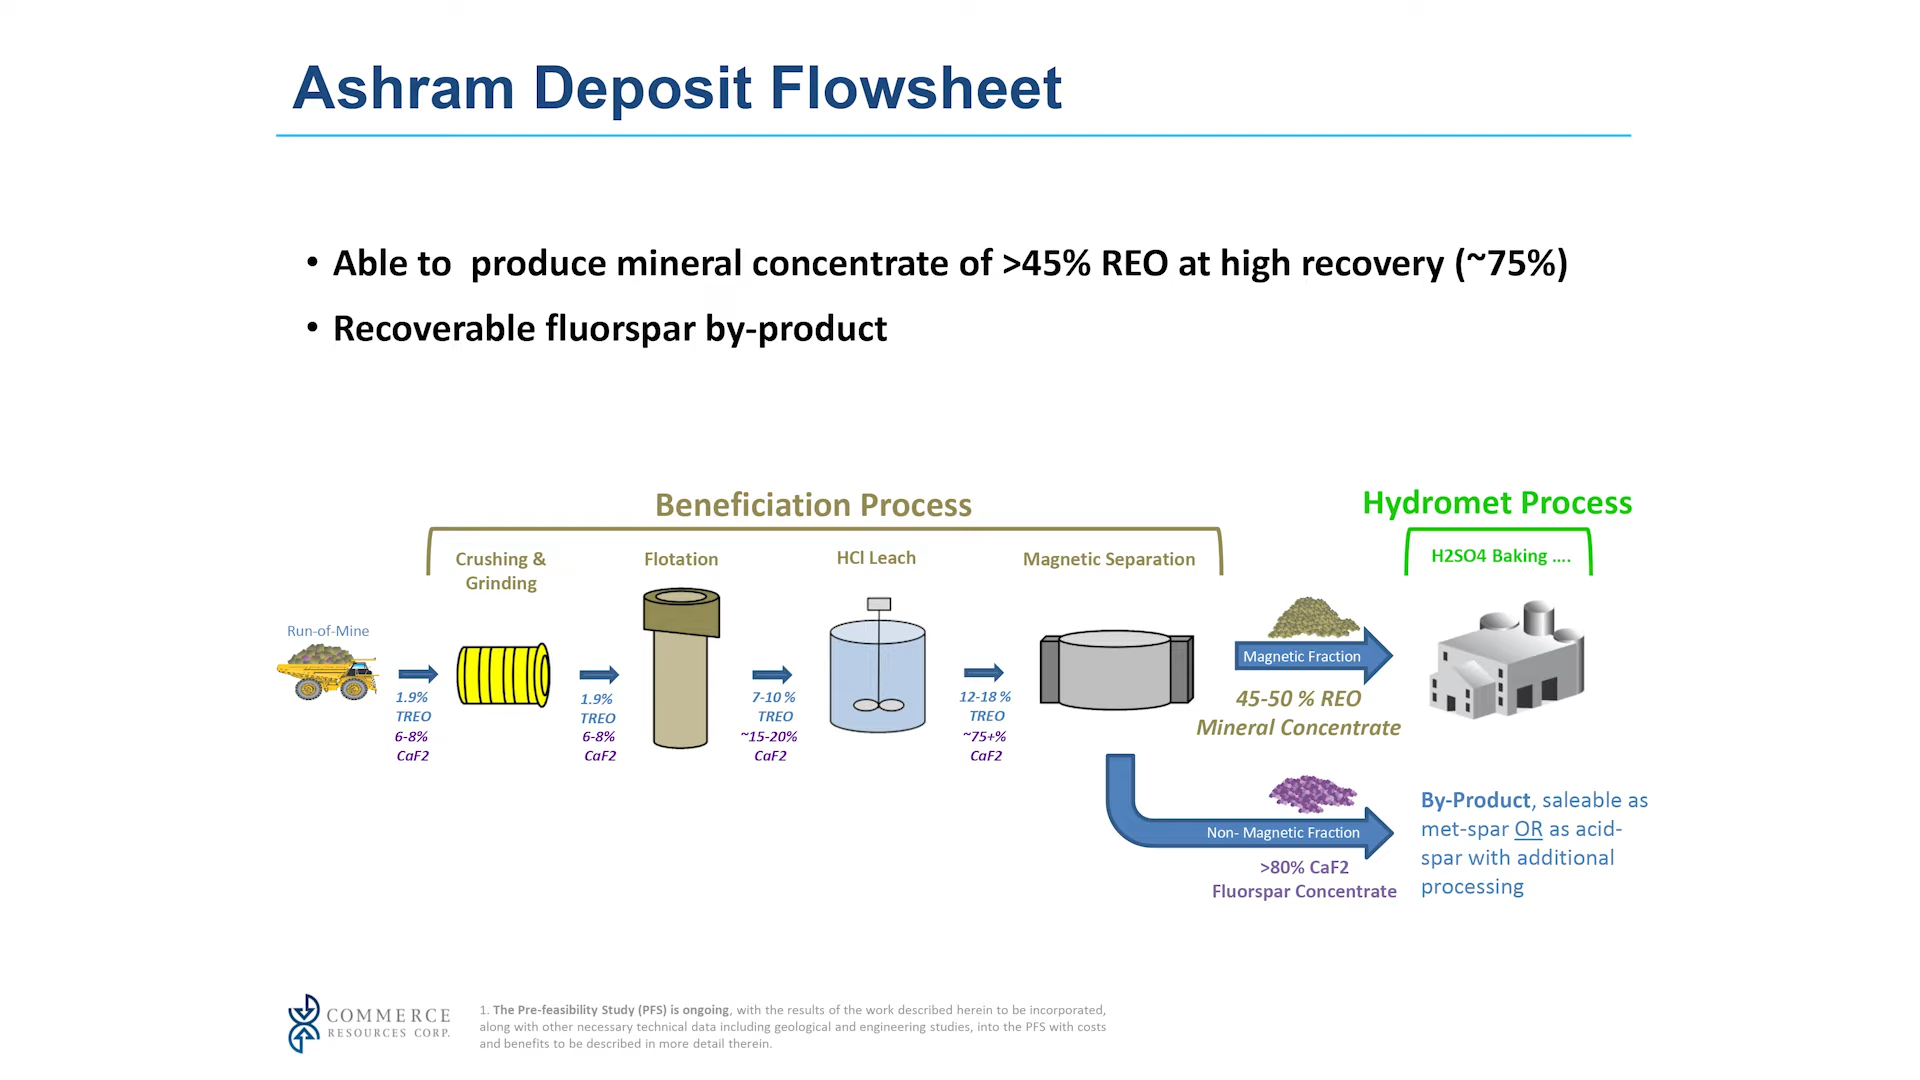 Ashram Deposit Flowsheet
• Able to  produce mineral concentrate of >45% REO at high recovery (~75%)
• Recoverable fluorspar by-product
Beneficiation Process
Hydromet Process
Crushing &
Grinding
Flotation
HCl Leach
Magnetic Separation
H2SO4 Baking ....
Run-of-Mine
1.9%
TREO
6-8%
CaF2
1.9%
TREO
6-8%
CaF2
7-10 %
TREO
~15-20%
CaF2
12-18 %
TREO
~75+%
CaF2
Magnetic Fraction
45-50 % REO
Mineral Concentrate
Non- Magnetic Fraction
>80% CaF2
Fluorspar Concentrate
By-Product, saleable as
met-spar OR as acid-
spar with additional
processing
COMMERCE
RESOURCES CORP.
1. The Pre-feasibility Study (PFS) is ongoing, with the results of the work described herein to be incorporated,
along with other necessary technical data including geological and engineering studies, into the PFS with costs
and benefits to be described in more detail therein.